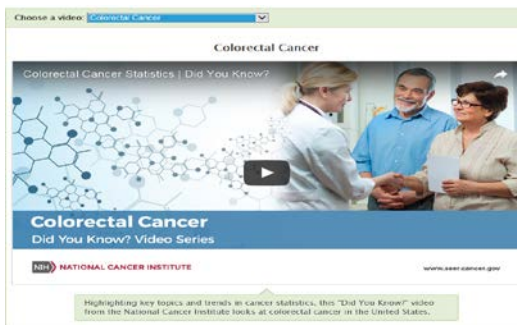 Choose a video: Colorectal Cancer
Colorectal Cancer
Colorectal Cancer Statistics | Did You Know?
Colorectal Cancer
Did You Know? Video Series
NIH NATIONAL CANCER INSTITUTE
www.seer.cancer.gov
Highlighting key topics and trends in cancer statistics, this "Did You Know?" video
from the National Cancer Institute looks at colorectal cancer in the United States.